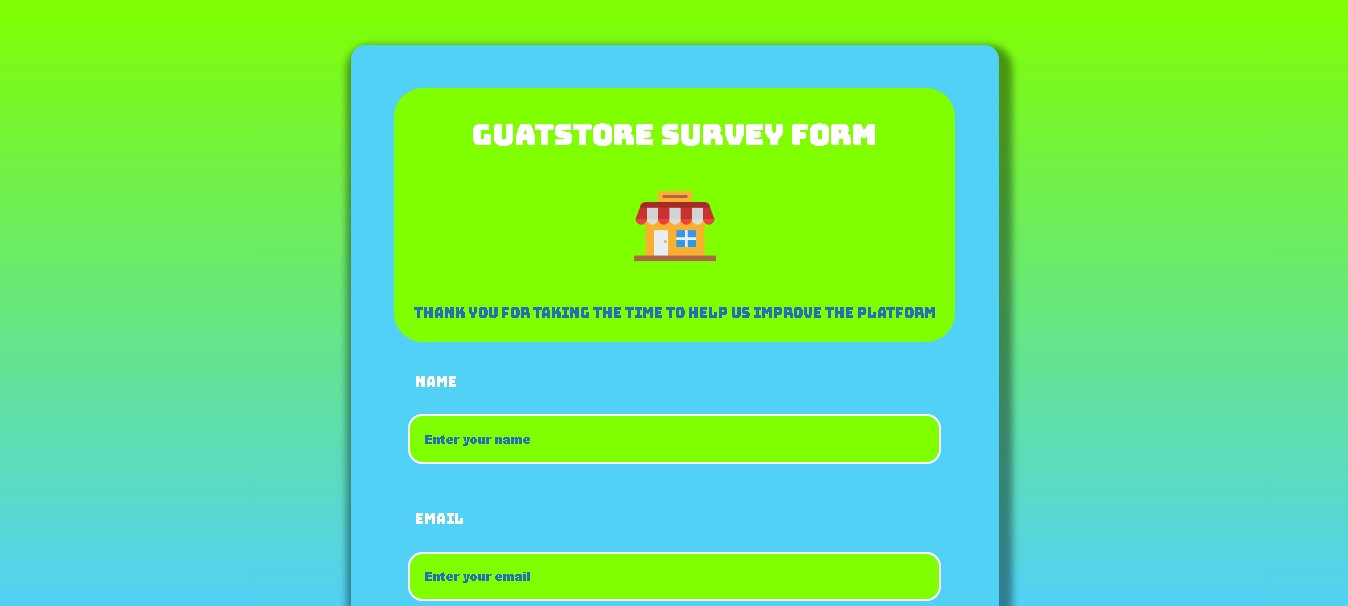 GUATSTORE SURVEY FORM
THANK YOU FOR TAKING THE TIME TO HELP US IMPROVE THE PLATFORM
NAME
Enter your name
EMAIL
Enter your email